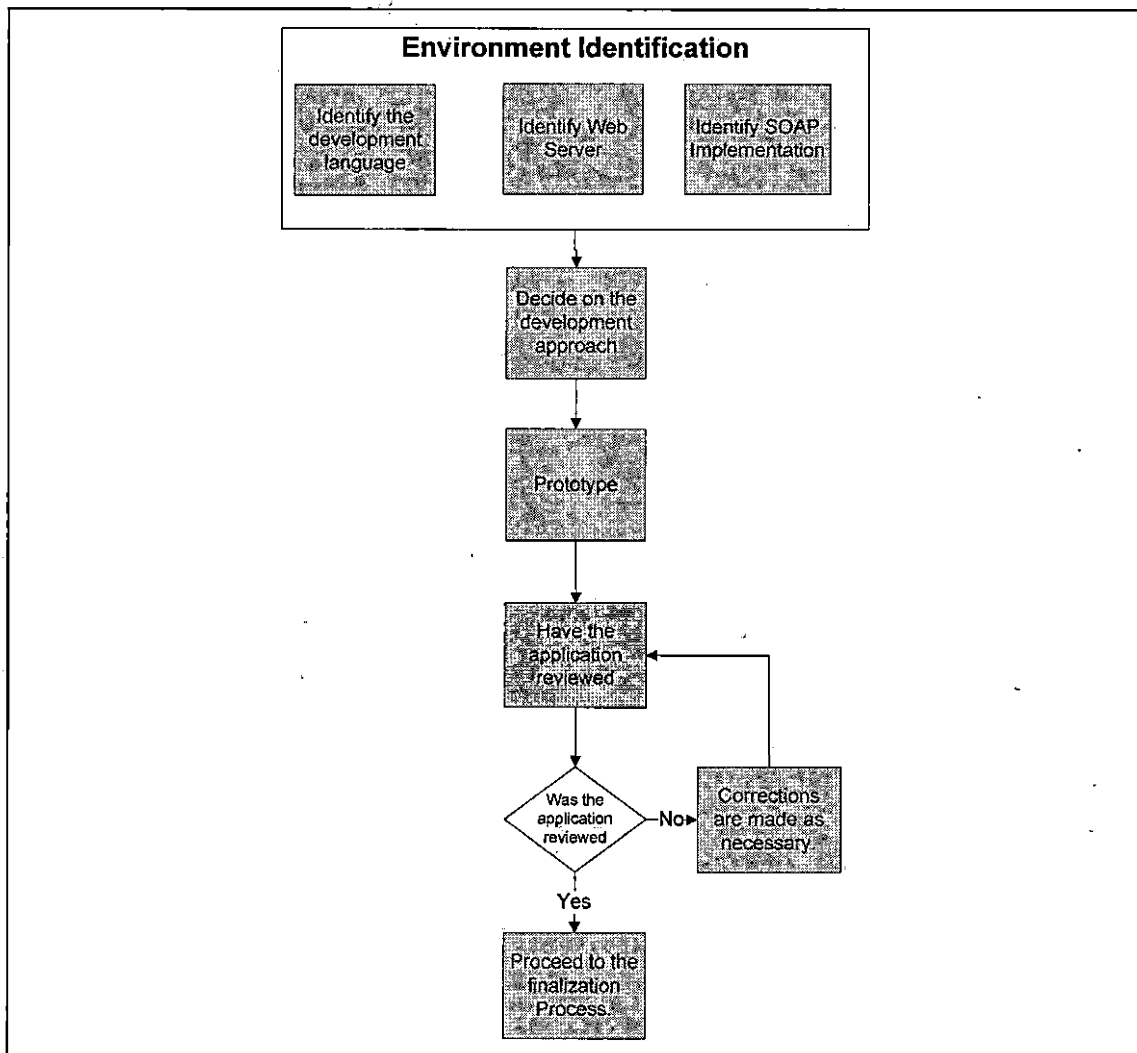 Environment Identification
Identify the
development
language.
Identify Web
Server
Identify SOAP
Implementation
Decide on the
development
approach
Prototype
Have the
application
reviewed
Was the
application
reviewed
No
Corrections
are made as
necessary.
Yes
Proceed to the
finalization
Process.